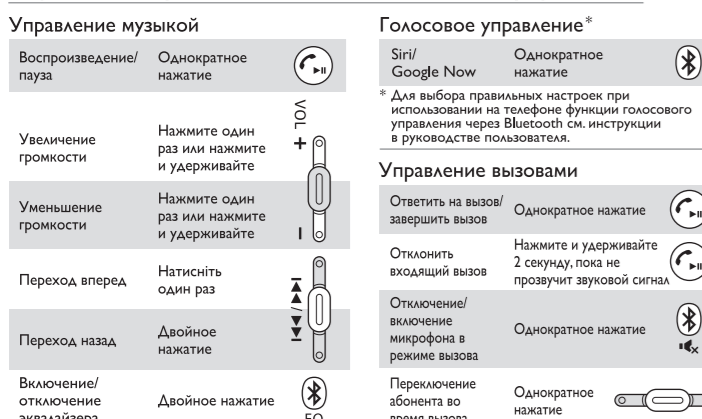 Управление музыкой
Воспроизведение/
пауза
Однократное
нажатие
VOL
+
Увеличение
громкости
Нажмите один
раз или нажмите
и удерживайте
Уменьшение
громкости
Нажмите один
раз или нажмите
и удерживайте
–
Переход вперед
Натисніть
один раз
Переход назад
Двойное
нажатие
Включение/
отключение
эквалайзера
Двойное нажатие
EQ
Голосовое управление*
Siri/
Google Now
Однократное
нажатие
* Для выбора правильных настроек при
использовании на телефоне функции голосового
управления через Bluetooth см. инструкции
в руководстве пользователя.
Управление вызовами
Ответить на вызов/
завершить вызов
Однократное нажатие
Отклонить
входящий вызов
Нажмите и удерживайте
2 секунду, пока не
прозвучит звуковой сигнал
Отключение/
включение
микрофона в
режиме вызова
Однократное нажатие
Переключение
абонента во
время вызова
Однократное
нажатие